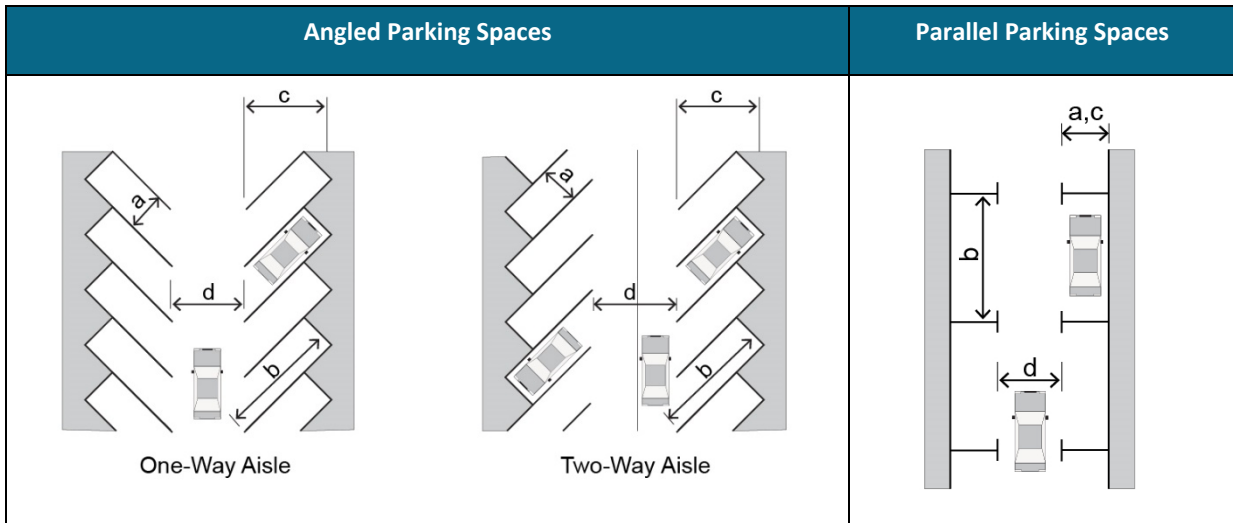 Angled Parking Spaces
Parallel Parking Spaces
c
a
d
b
One-Way Aisle
c
a
d
b
Two-Way Aisle
a,c
b
d